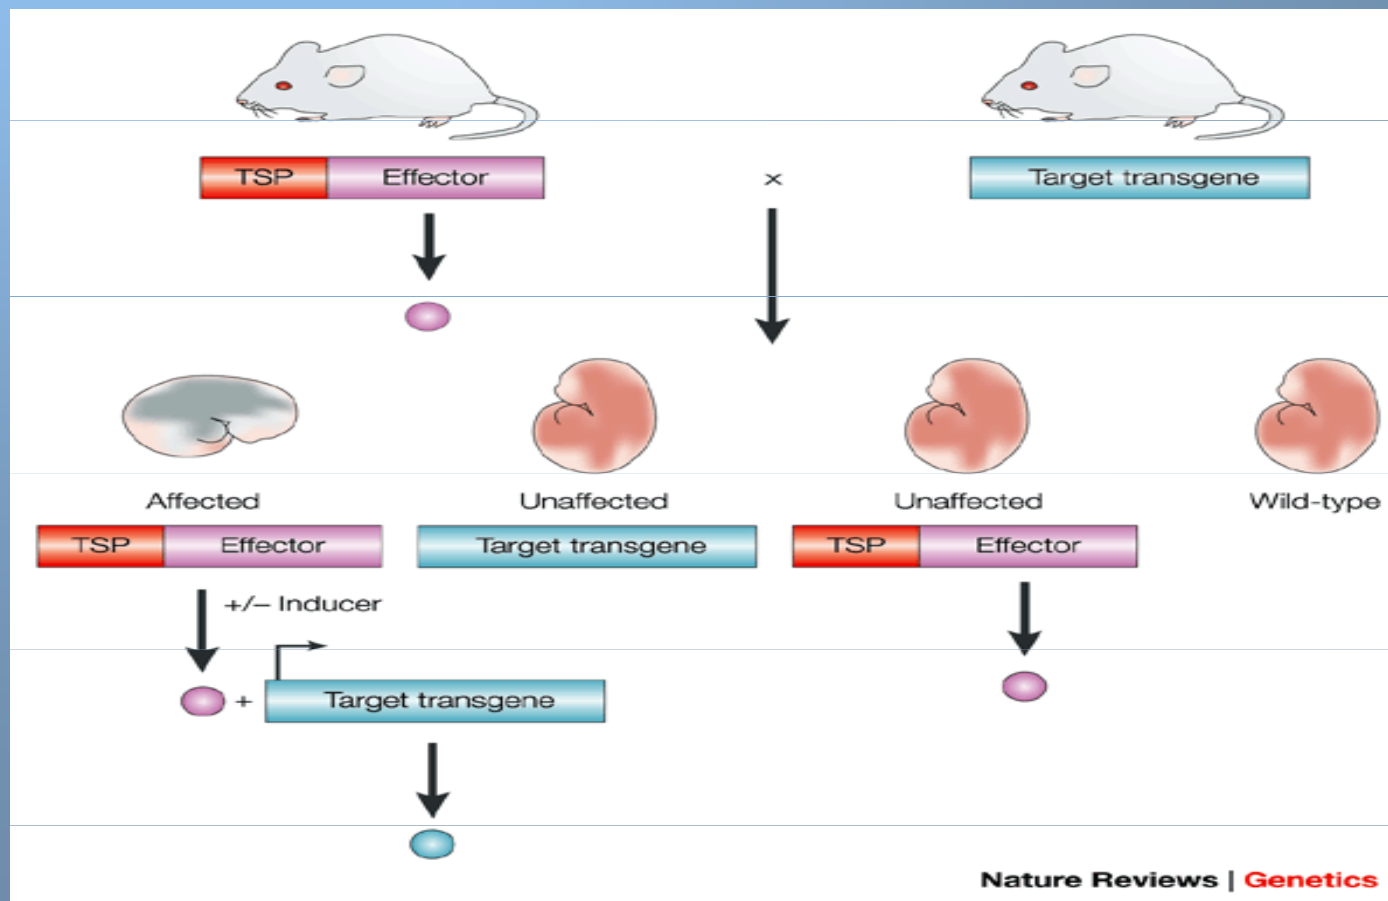 TSP Effector × Target transgene
Affected Unaffected Unaffected Wild-type
TSP Effector Target transgene TSP Effector
+/– Inducer
+ Target transgene
Nature Reviews | Genetics